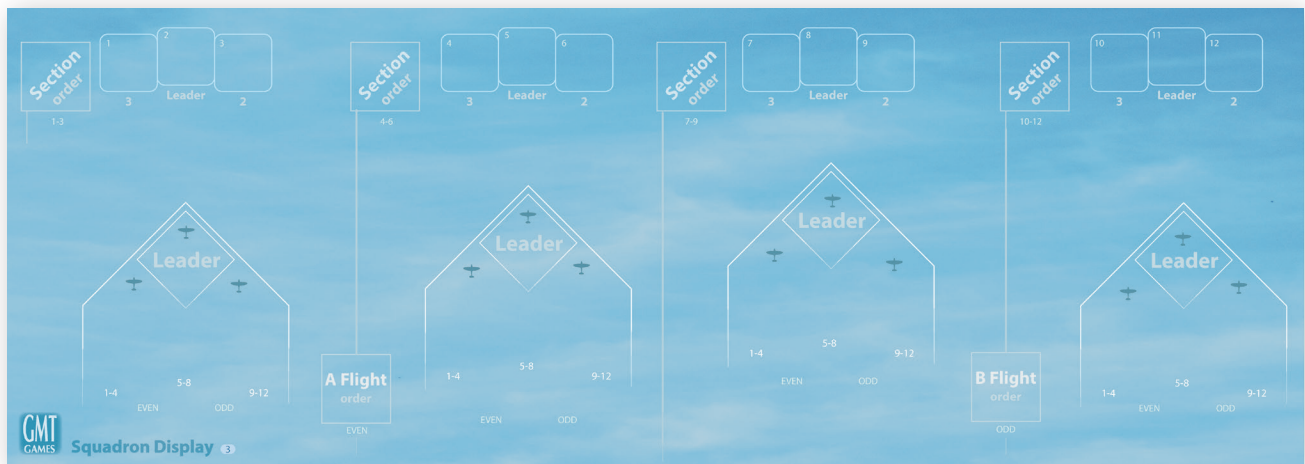 Section order
1-3
1 2 3
3 Leader 2
Section order
4-6
4 5 6
3 Leader 2
Section order
7-9
7 8 9
3 Leader 2
Section order
10-12
10 11 12
3 Leader 2
Leader
1-4 5-8 9-12
EVEN ODD
A Flight
order
EVEN
Leader
1-4 5-8 9-12
EVEN ODD
Leader
1-4 5-8 9-12
EVEN ODD
B Flight
order
ODD
Leader
1-4 5-8 9-12
EVEN ODD
GMT
GAMES
Squadron Display 3